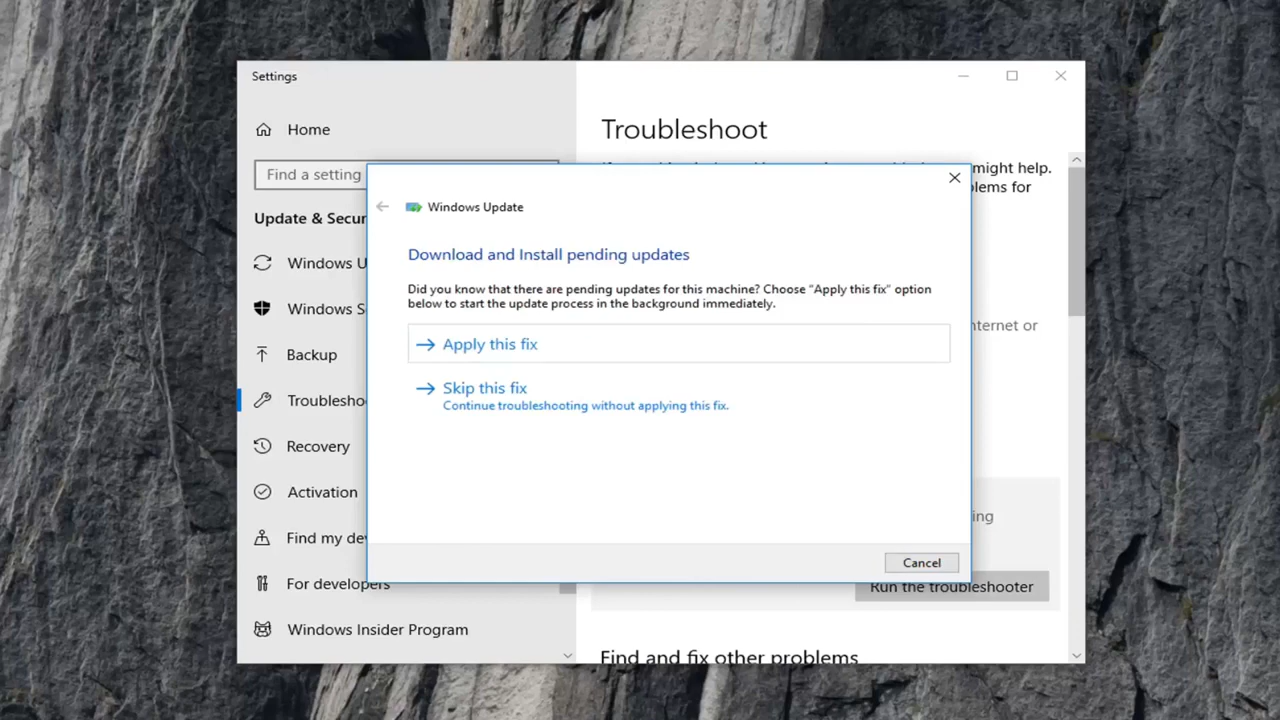 Settings
Home
Find a setting
Update & Secur
Windows U
Windows S
Backup
Troublesho
Recovery
Activation
Find my dev
For developers
Windows Insider Program
Troubleshoot
might help.
lems for
nternet or
ing
Run the troubleshooter
Find and fix other problems
Windows Update
Download and Install pending updates
Did you know that there are pending updates for this machine? Choose "Apply this fix" option
below to start the update process in the background immediately.
Apply this fix
Skip this fix
Continue troubleshooting without applying this fix.
Cancel